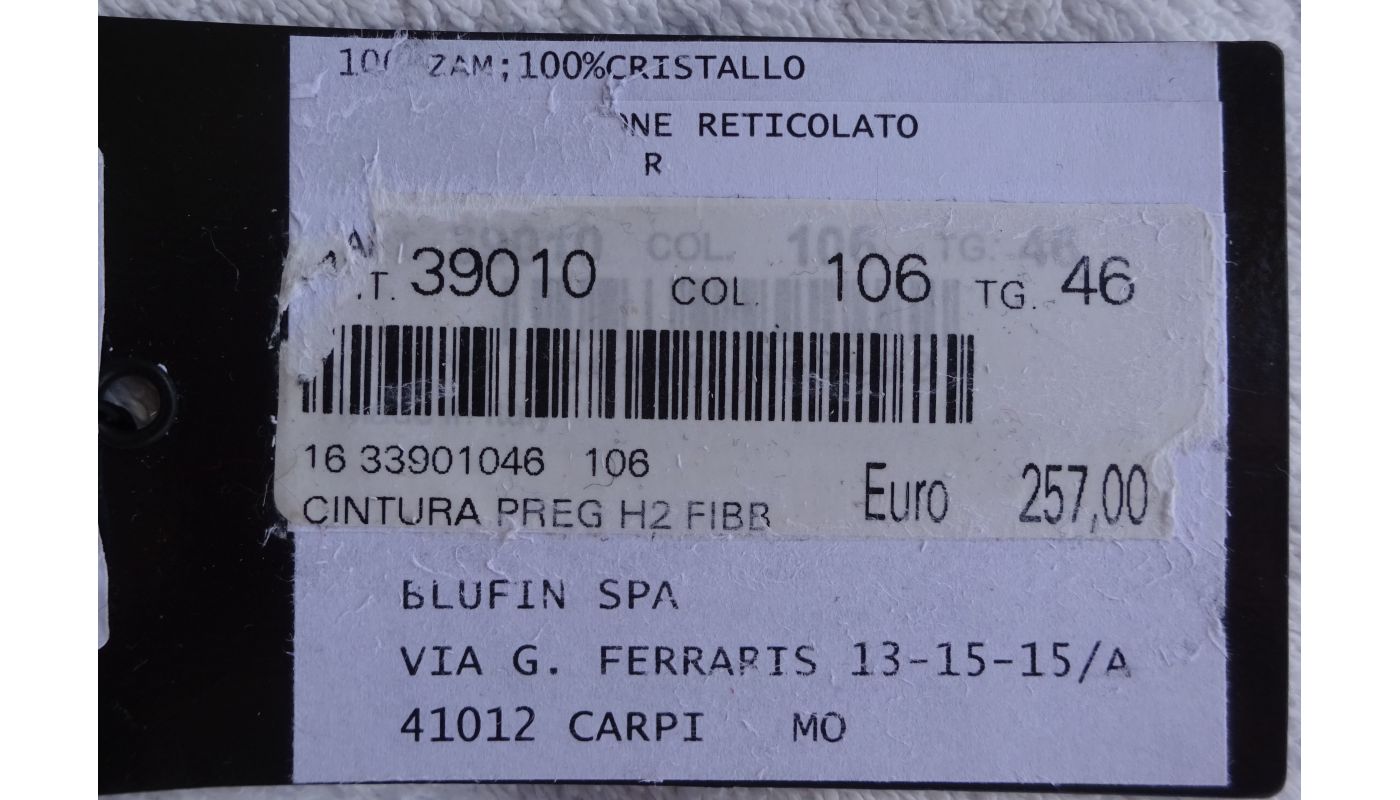 ZAM;100%CRISTALLO
RETICOLATO
R
39010 COL. 106 TG. 46
16 33901046 106
CINTURA PREG H2 FIBB
Euro 257,00
BLUFIN SPA
VIA G. FERRARIS 13-15-15/A
41012 CARPI MO